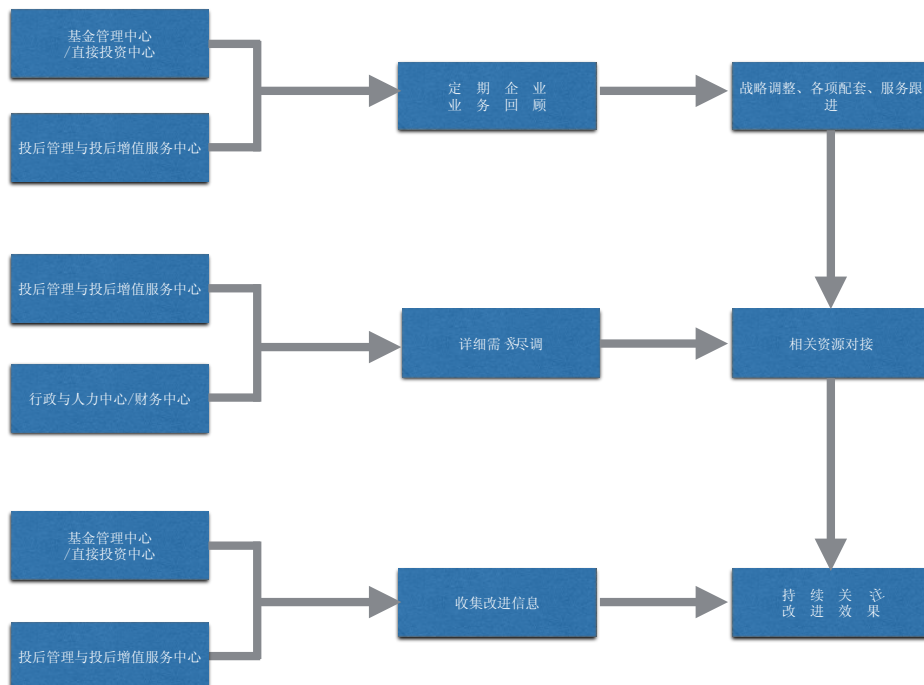 基金管理中心
/直接投资中心
定 期 企 业
业 务 回 顾
战略调整、各项配套、服务跟
进
投后管理与投后增值服务中心
投后管理与投后增值服务中心
详细需 尽调
相关资源对接
行政与人力中心/财务中心
基金管理中心
/直接投资中心
收集改进信息
持 续 关
改 进 效 果
投后管理与投后增值服务中心